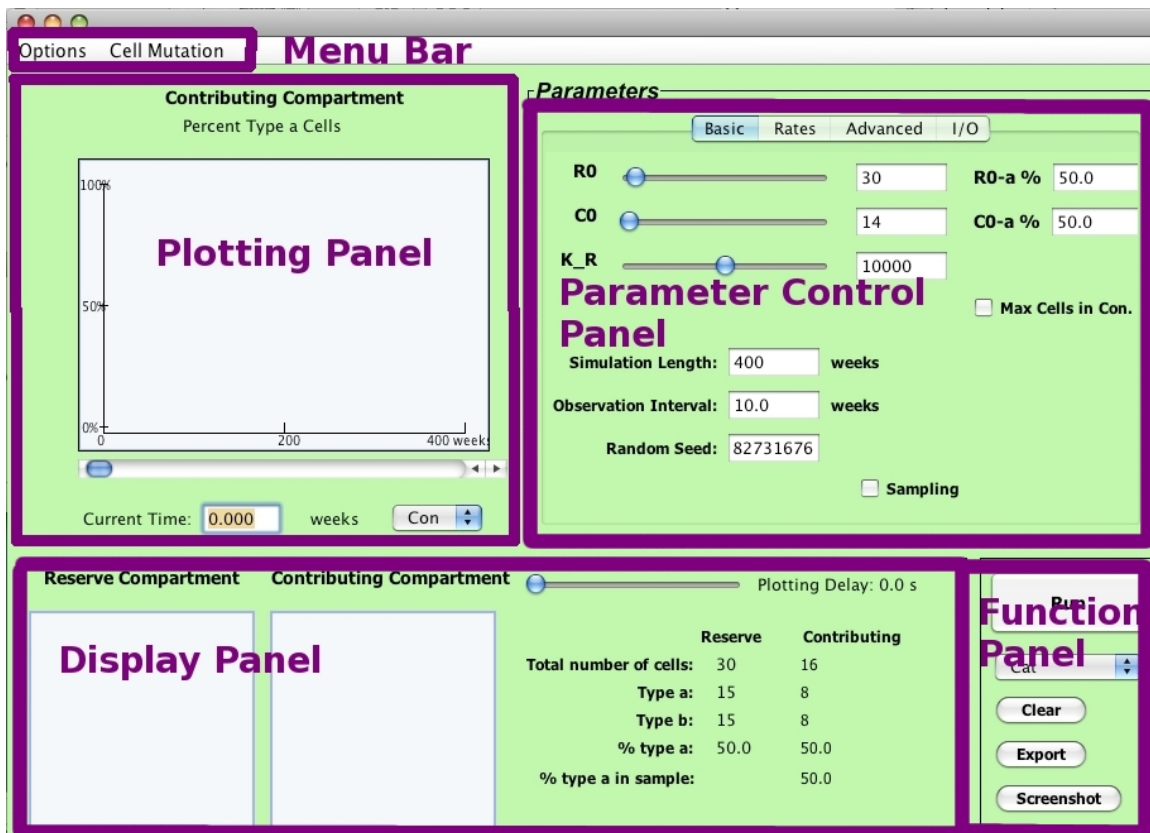 Options Cell Mutation Menu Bar
Contributing Compartment
Percent Type a Cells
100%
50%
0%
0 200 400 weeks
Plotting Panel
Current Time: 0.000 weeks Con
Parameters
Basic Rates Advanced I/O
R0 30 R0-a % 50.0
C0 14 C0-a % 50.0
K_R 10000
Parameter Control
Panel
Max Cells in Con.
Simulation Length: 400 weeks
Observation Interval: 10.0 weeks
Random Seed: 82731676
Sampling
Reserve Compartment Contributing Compartment
Display Panel
Plotting Delay: 0.0 s
Reserve Contributing
Total number of cells: 30 16
Type a: 15 8
Type b: 15 8
% type a: 50.0 50.0
% type a in sample: 50.0
Run
Function
Panel
Cat
Clear
Export
Screenshot